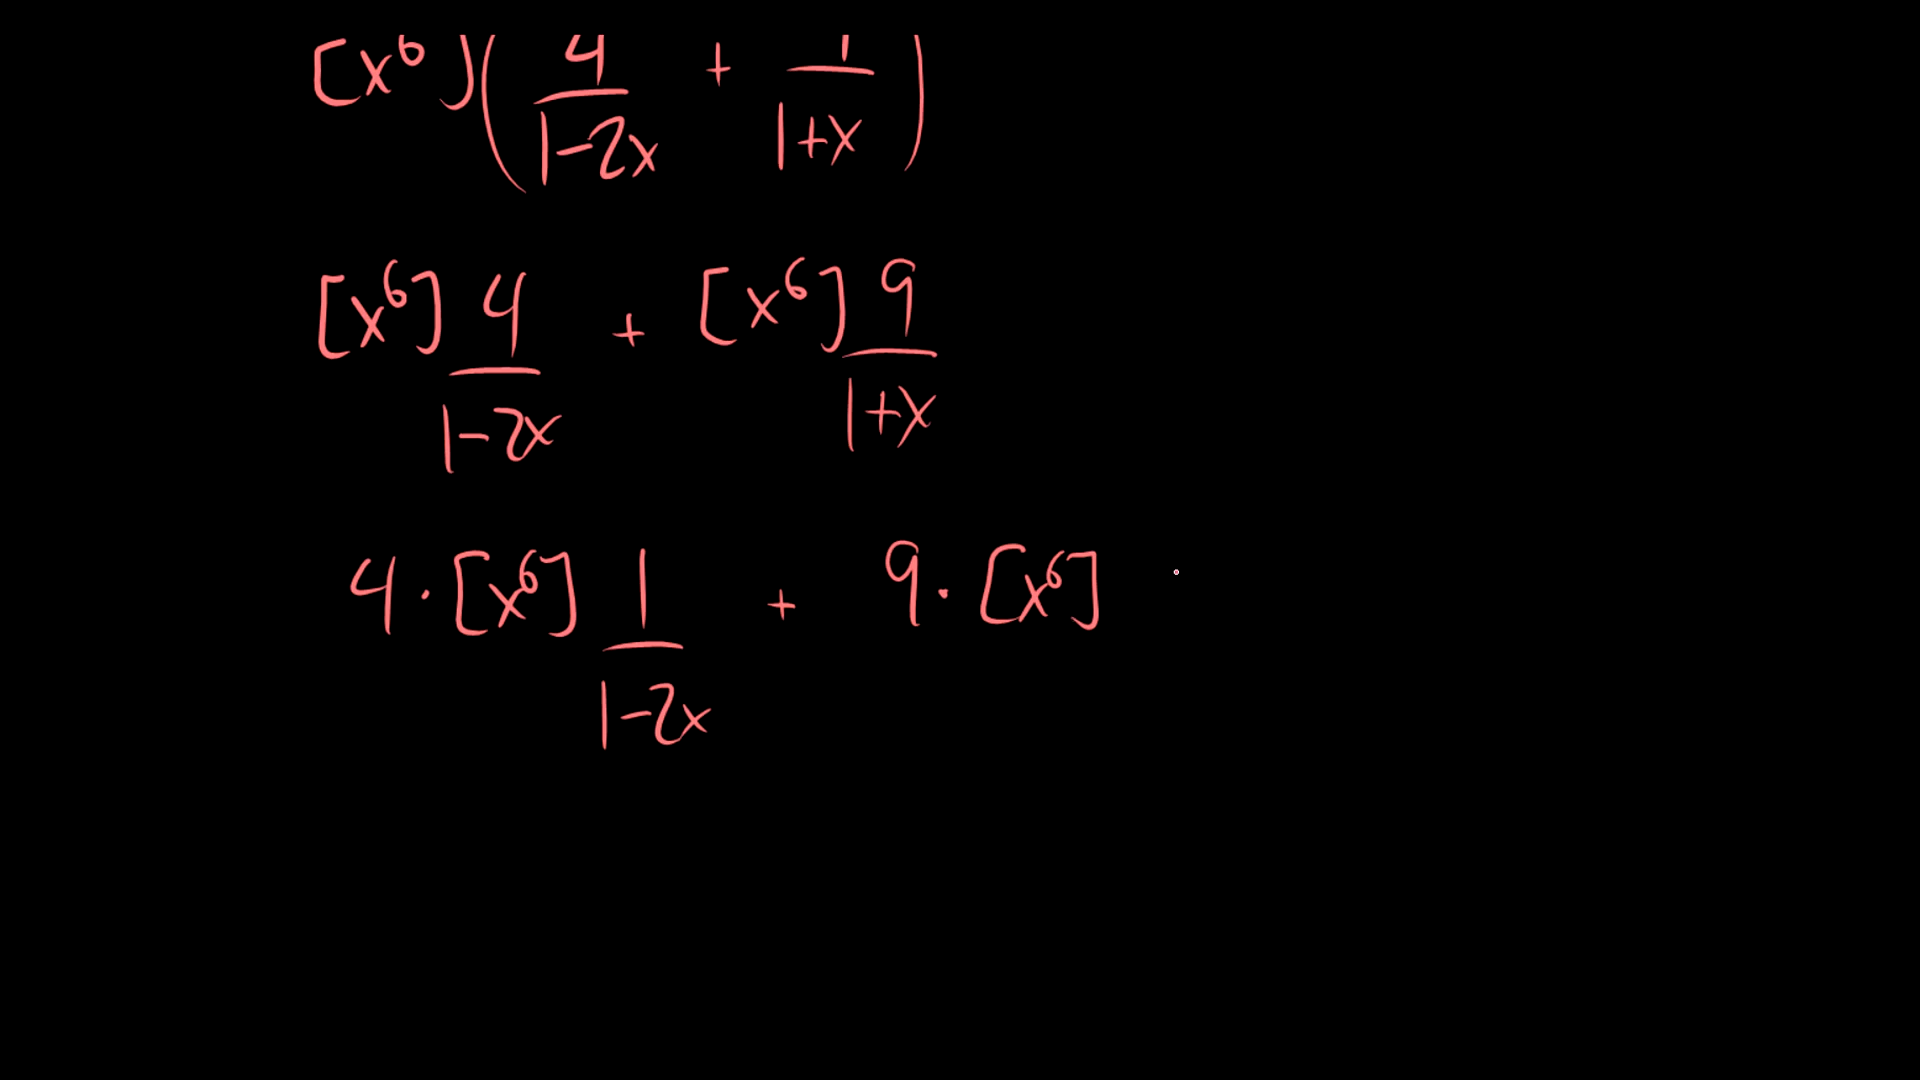 [x⁶](4/(1-2x) + 1/(1+x))
[x⁶] 4/(1-2x) + [x⁶] 9/(1+x)
4·[x⁶] 1/(1-2x) + 9·[x⁶]